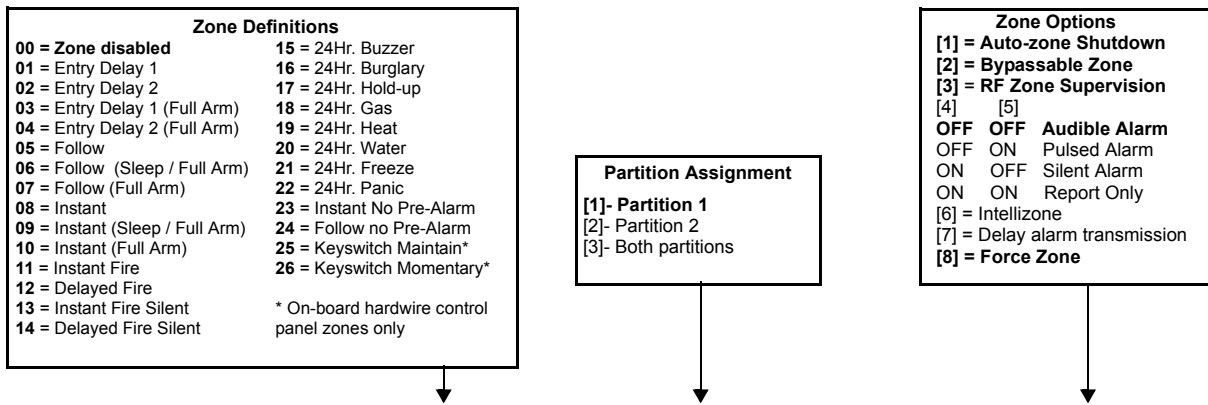 Zone Definitions
00 = Zone disabled
01 = Entry Delay 1
02 = Entry Delay 2
03 = Entry Delay 1 (Full Arm)
04 = Entry Delay 2 (Full Arm)
05 = Follow
06 = Follow (Sleep / Full Arm)
07 = Follow (Full Arm)
08 = Instant
09 = Instant (Sleep / Full Arm)
10 = Instant (Full Arm)
11 = Instant Fire
12 = Delayed Fire
13 = Instant Fire Silent
14 = Delayed Fire Silent
15 = 24Hr. Buzzer
16 = 24Hr. Burglary
17 = 24Hr. Hold-up
18 = 24Hr. Gas
19 = 24Hr. Heat
20 = 24Hr. Water
21 = 24Hr. Freeze
22 = 24Hr. Panic
23 = Instant No Pre-Alarm
24 = Follow no Pre-Alarm
25 = Keyswitch Maintain*
26 = Keyswitch Momentary*
* On-board hardwire control
panel zones only
Partition Assignment
[1]- Partition 1
[2]- Partition 2
[3]- Both partitions
Zone Options
[1] = Auto-zone Shutdown
[2] = Bypassable Zone
[3] = RF Zone Supervision
[4] [5]
OFF OFF Audible Alarm
OFF ON Pulsed Alarm
ON OFF Silent Alarm
ON ON Report Only
[6] = Intellizone
[7] = Delay alarm transmission
[8] = Force Zone